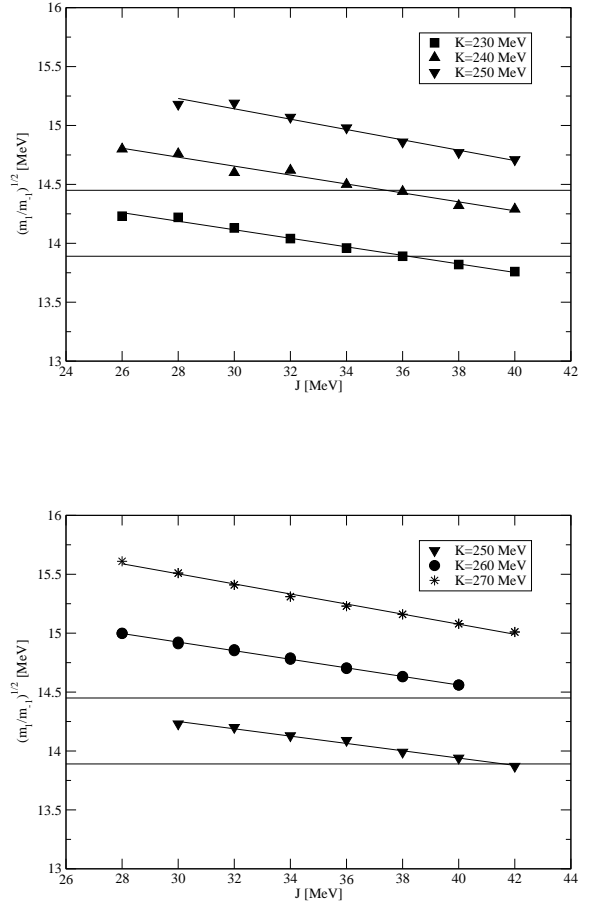 16
15.5
15
14.5
14
13.5
13
(m₁/m₋₁)^1/2 [MeV]
K=230 MeV
K=240 MeV
K=250 MeV
24 26 28 30 32 34 36 38 40 42
J [MeV]
16
15.5
15
14.5
14
13.5
13
(m₁/m₋₁)^1/2 [MeV]
K=250 MeV
K=260 MeV
K=270 MeV
26 28 30 32 34 36 38 40 42 44
J [MeV]